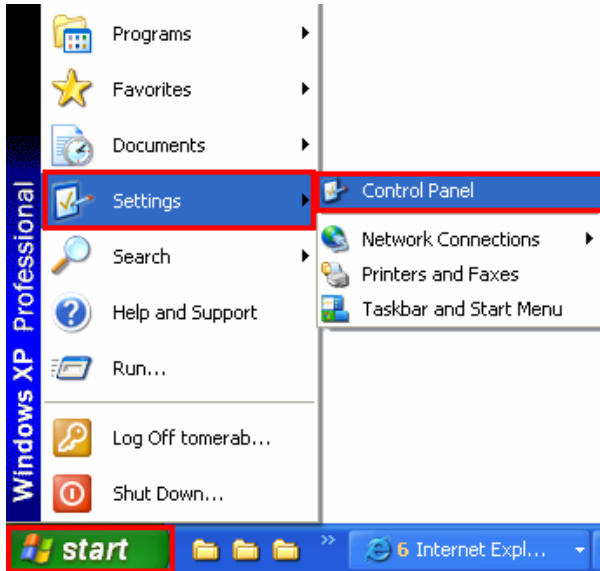 Programs
Favorites
Documents
Settings
Control Panel
Network Connections
Printers and Faxes
Taskbar and Start Menu
Search
Help and Support
Run...
Log Off tomerab...
Shut Down...
Windows XP Professional
start
» 6 Internet Expl...